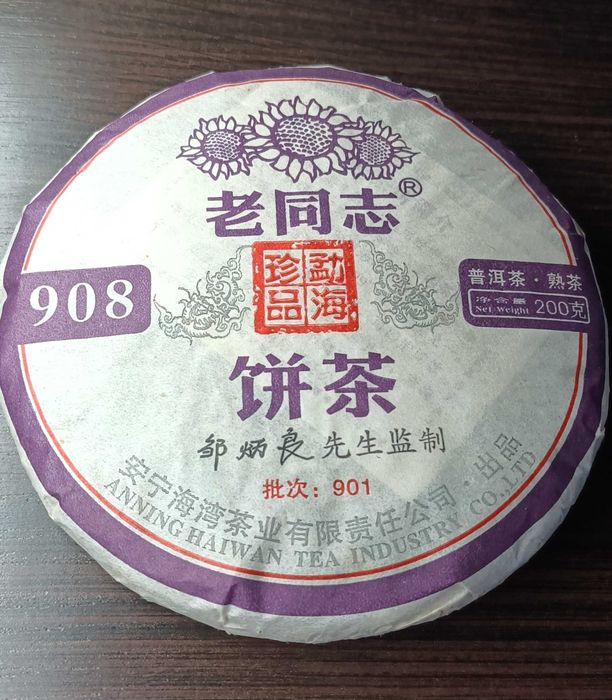 老同志®
908
勐海
珍品
普洱茶·熟茶
净含量
Net Weight 200克
饼茶
邹炳良先生监制
批次：901
安宁海湾茶业有限责任公司·出品
ANNING HAIWAN TEA INDUSTRY CO.,LTD